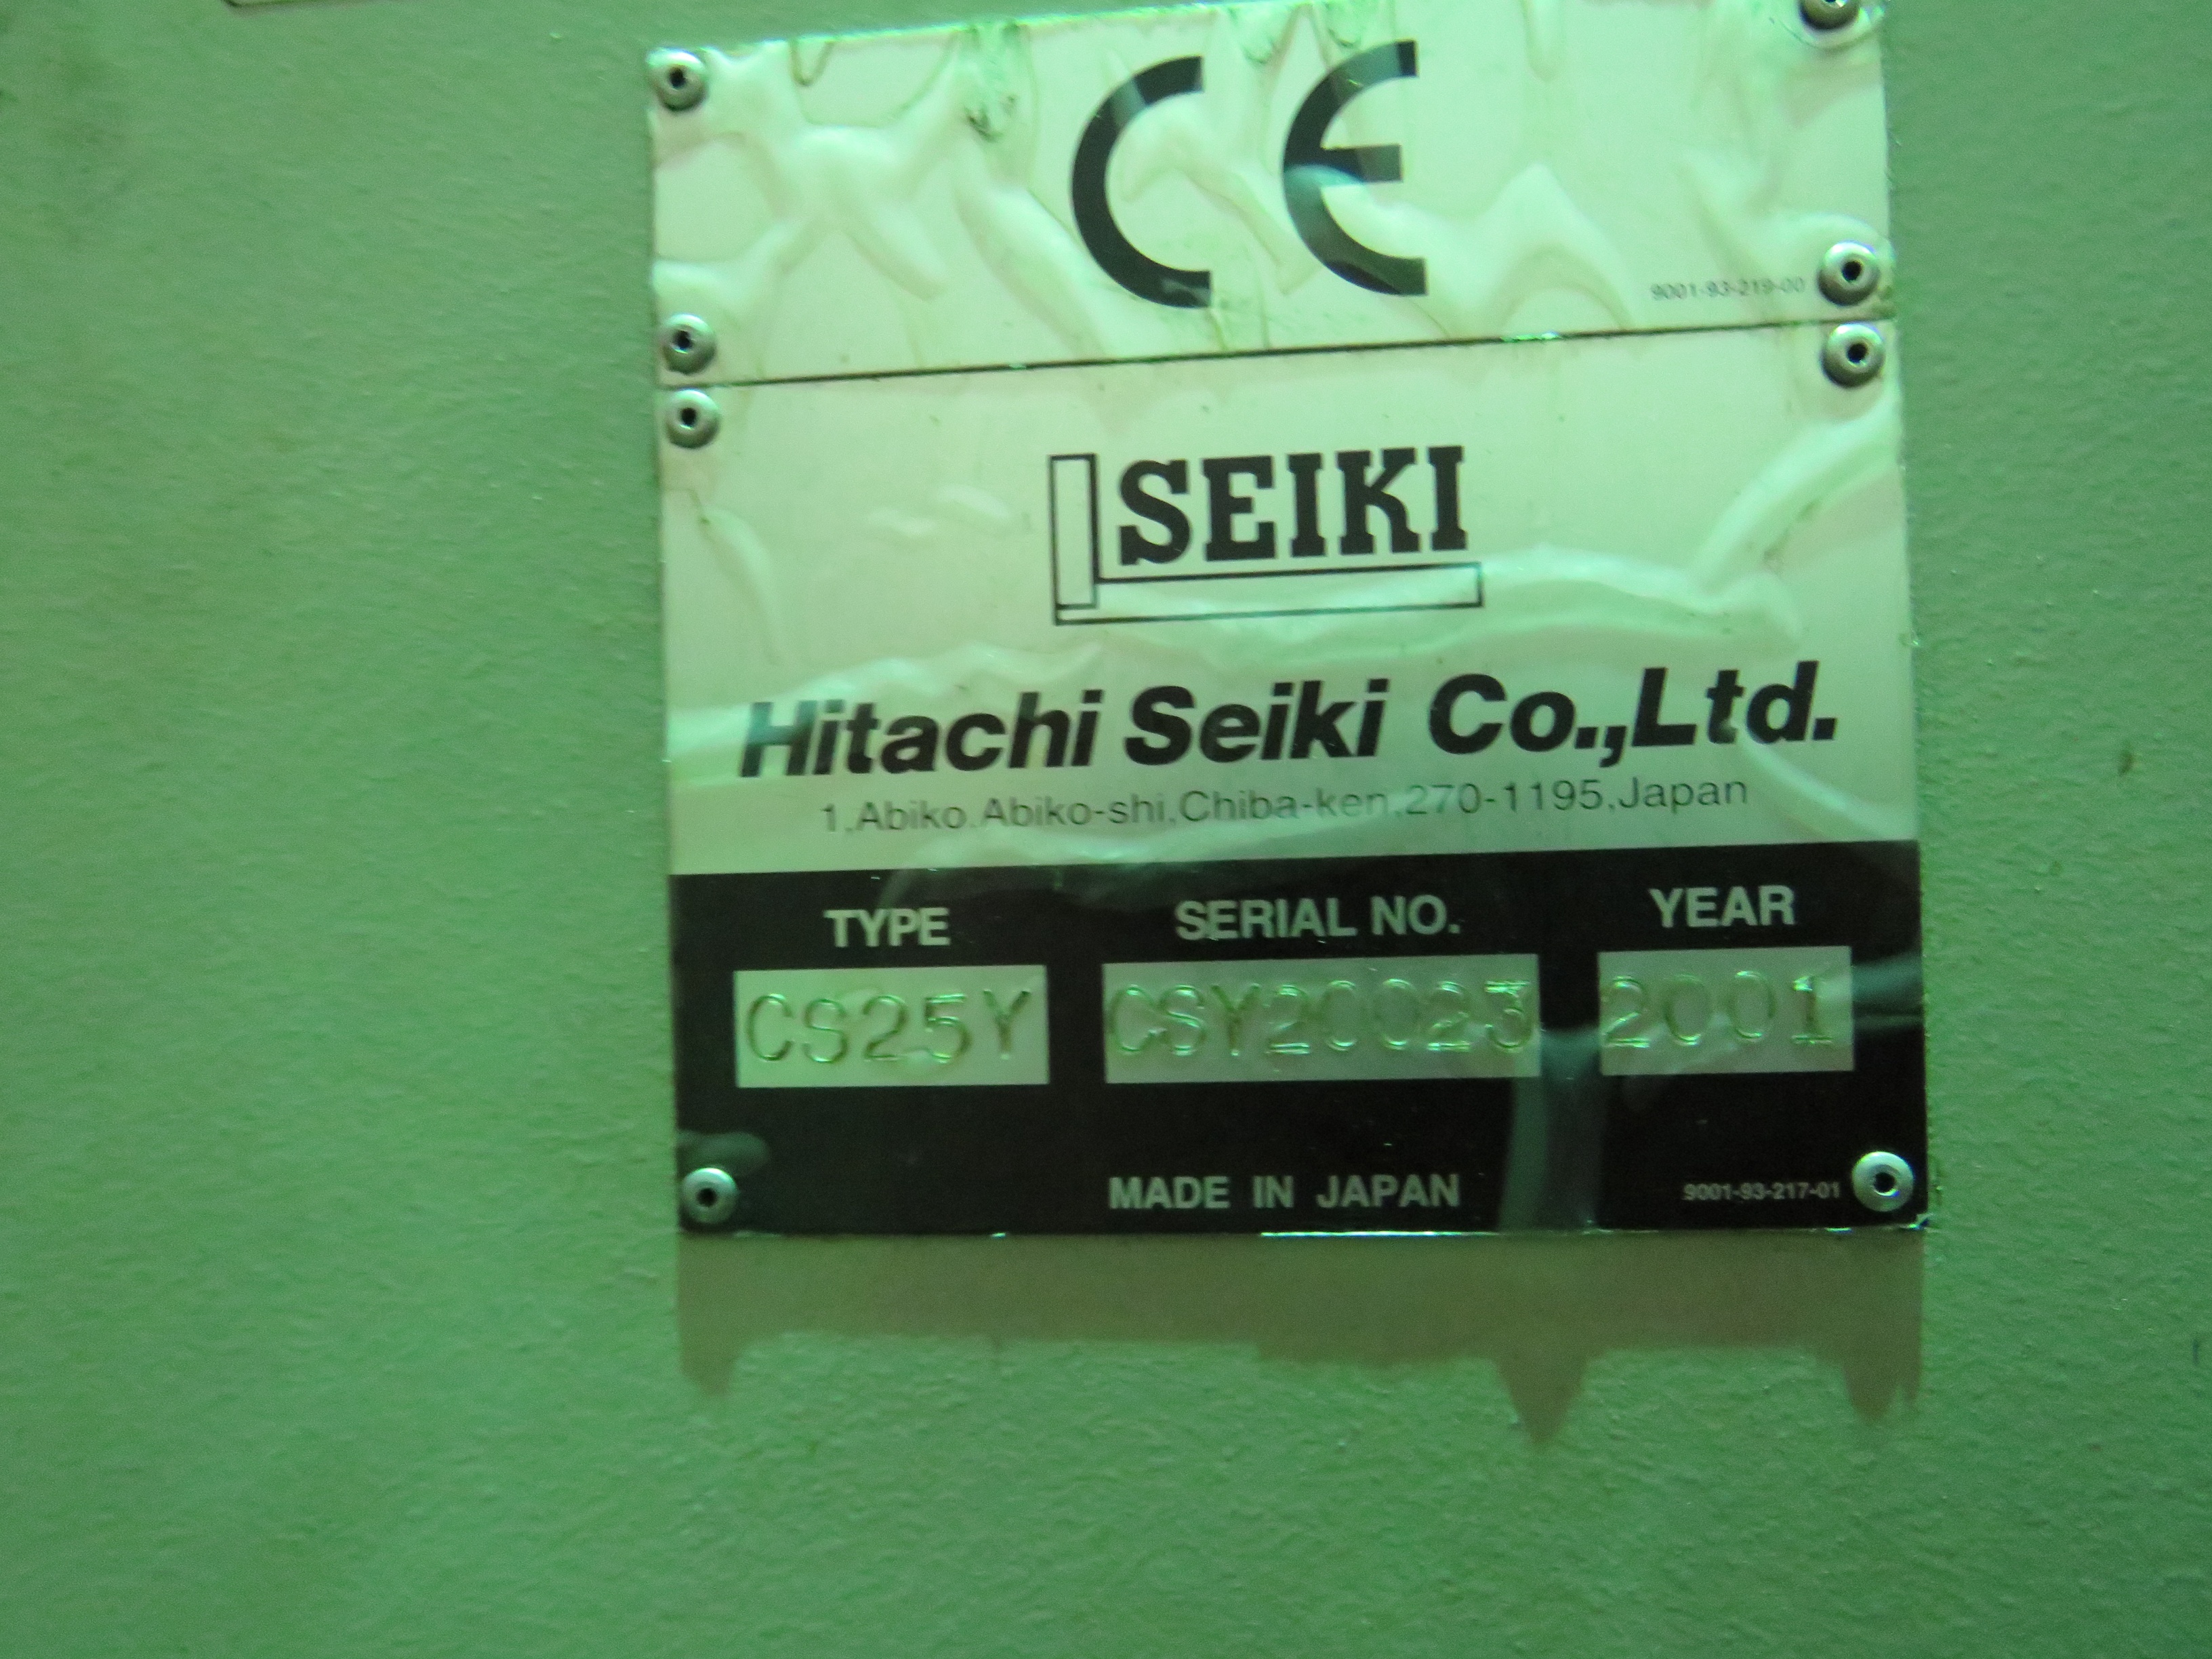 CE
9001-93-219-00
SEIKI
Hitachi Seiki Co.,Ltd.
1,Abiko,Abiko-shi,Chiba-ken,270-1195,Japan
TYPE SERIAL NO. YEAR
CS25Y CSY20023 2001
MADE IN JAPAN
9001-93-217-01